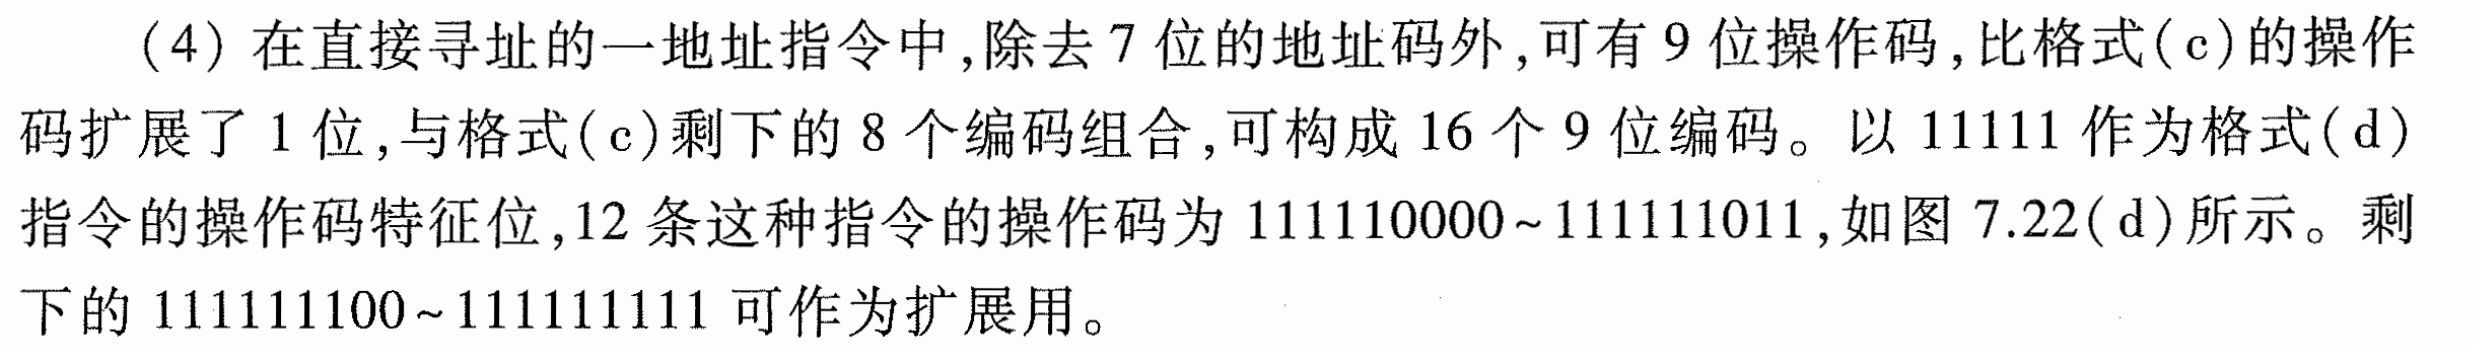 (4) 在直接寻址的一地址指令中,除去 7 位的地址码外,可有 9 位操作码,比格式(c)的操作
码扩展了 1 位,与格式(c)剩下的 8 个编码组合,可构成 16 个 9 位编码。以 11111 作为格式(d)
指令的操作码特征位,12 条这种指令的操作码为 111110000~111111011,如图 7.22(d)所示。剩
下的 111111100~111111111 可作为扩展用。